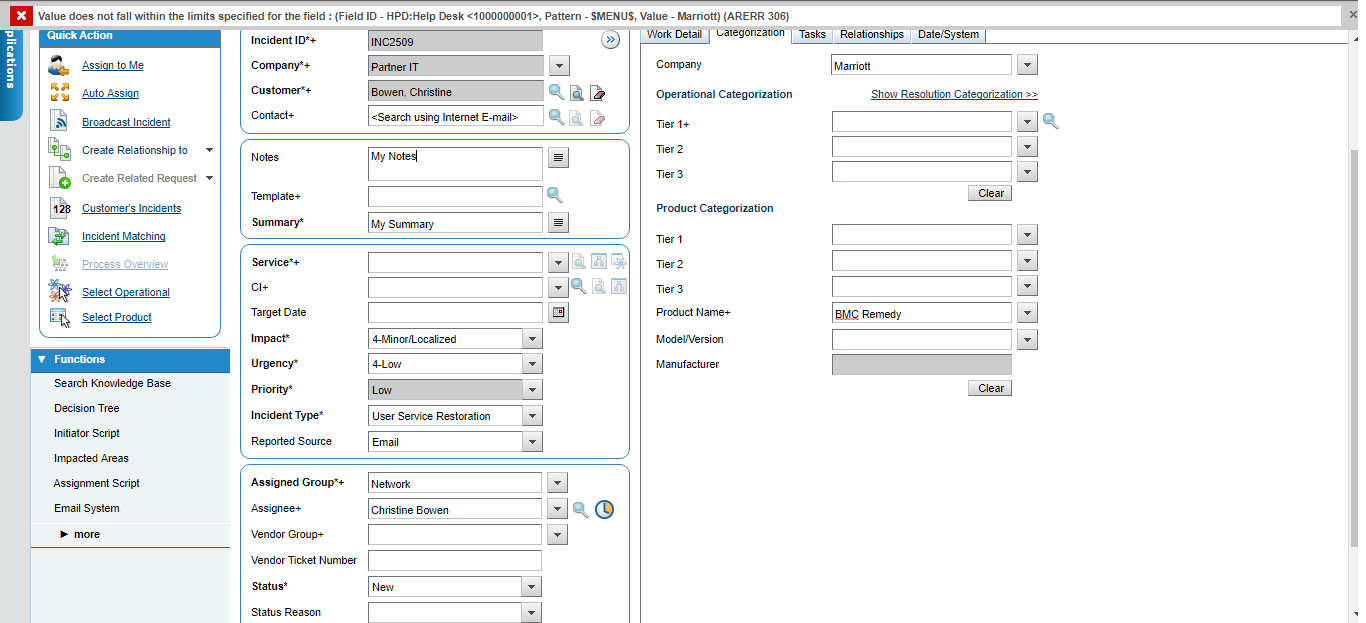 Value does not fall within the limits specified for the field : (Field ID - HPD:Help Desk <1000000001>, Pattern - $MENU$, Value - Marriott) (ARERR 306)
plications
Quick Action
Assign to Me
Auto Assign
Broadcast Incident
Create Relationship to
Create Related Request
Customer's Incidents
Incident Matching
Process Overview
Select Operational
Select Product
Functions
Search Knowledge Base
Decision Tree
Initiator Script
Impacted Areas
Assignment Script
Email System
more
Incident ID*+ INC2509
Company*+ Partner IT
Customer*+ Bowen, Christine
Contact+ <Search using Internet E-mail>
Notes My Notes
Template+
Summary* My Summary
Service*+
CI+
Target Date
Impact* 4-Minor/Localized
Urgency* 4-Low
Priority* Low
Incident Type* User Service Restoration
Reported Source Email
Assigned Group*+ Network
Assignee+ Christine Bowen
Vendor Group+
Vendor Ticket Number
Status* New
Status Reason
Work Detail Categorization Tasks Relationships Date/System
Company Marriott
Operational Categorization Show Resolution Categorization >>
Tier 1+
Tier 2
Tier 3
Clear
Product Categorization
Tier 1
Tier 2
Tier 3
Product Name+ BMC Remedy
Model/Version
Manufacturer
Clear